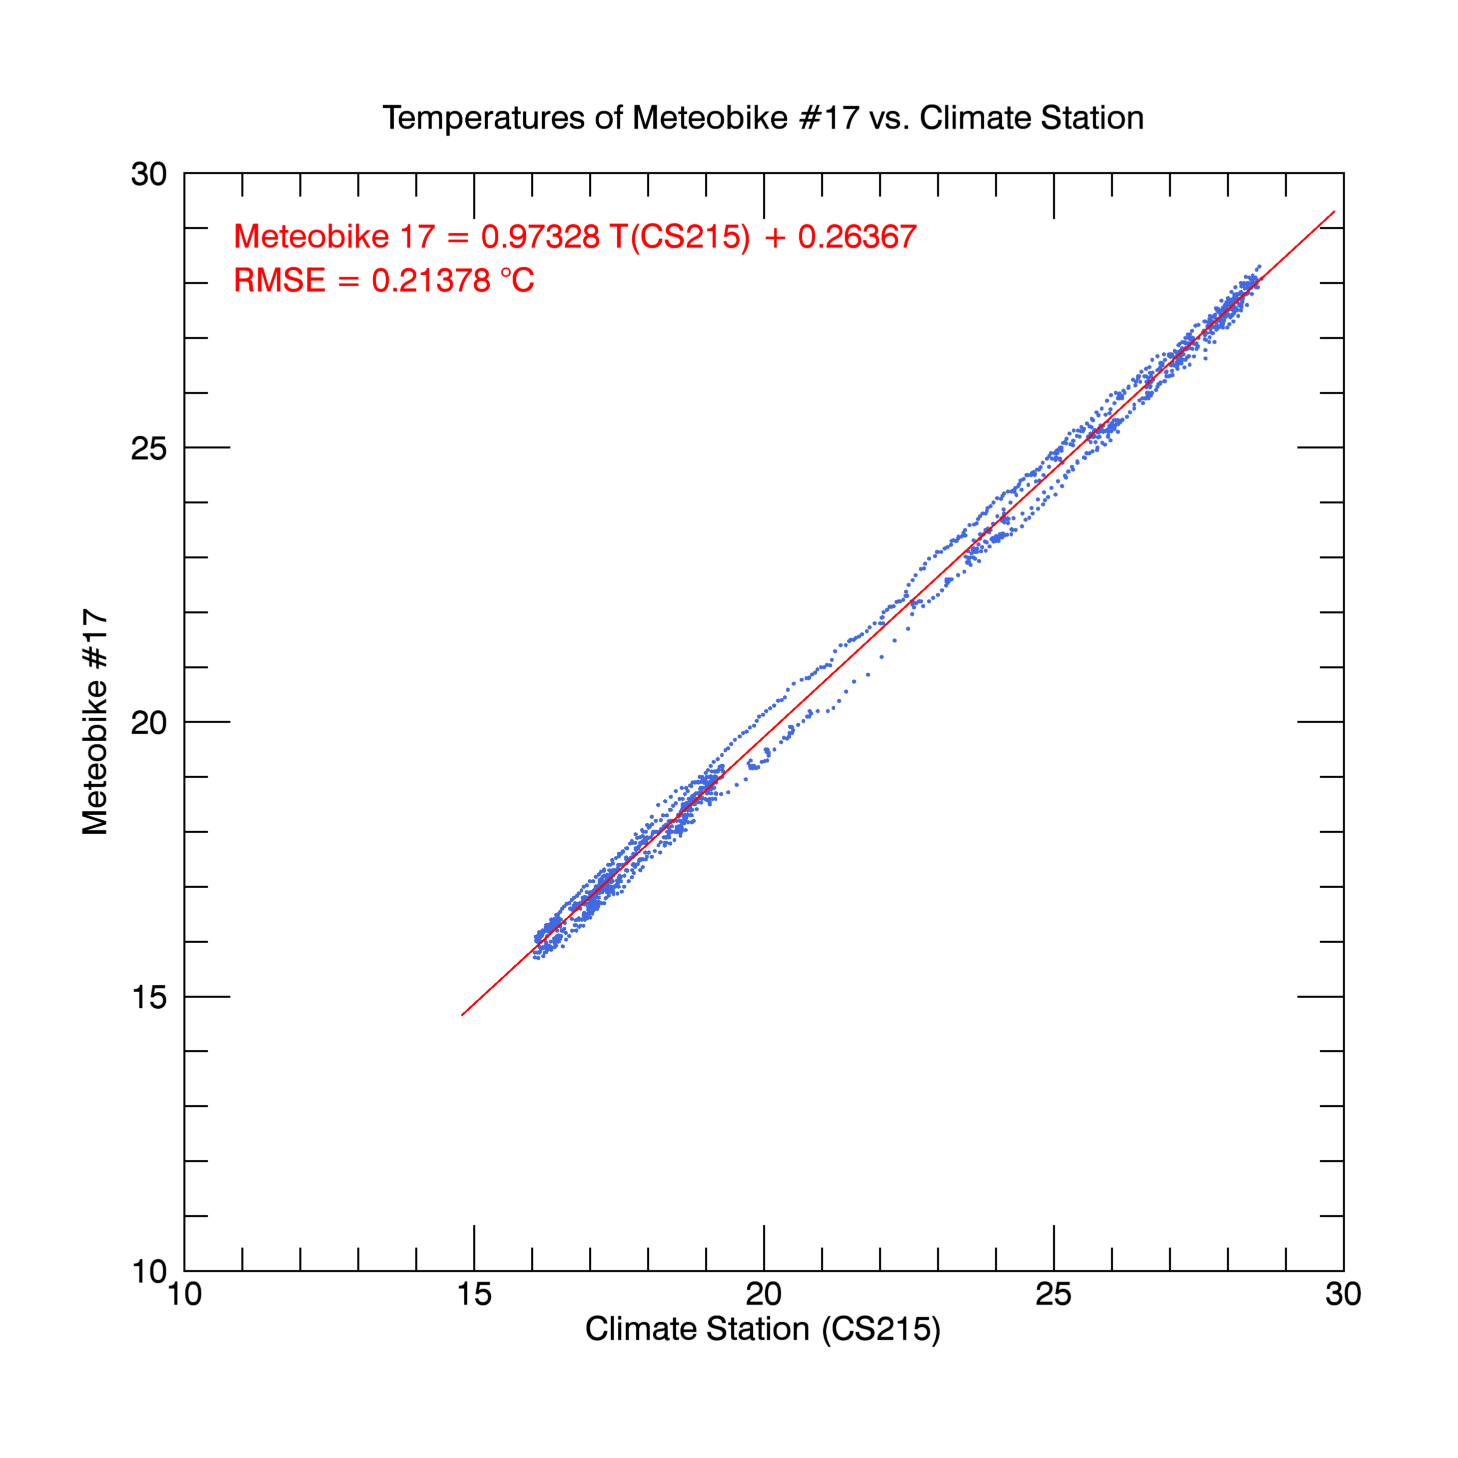 Temperatures of Meteobike #17 vs. Climate Station
30
Meteobike 17 = 0.97328 T(CS215) + 0.26367
RMSE = 0.21378 °C
25
Meteobike #17
20
15
10
10 15 20 25 30
Climate Station (CS215)